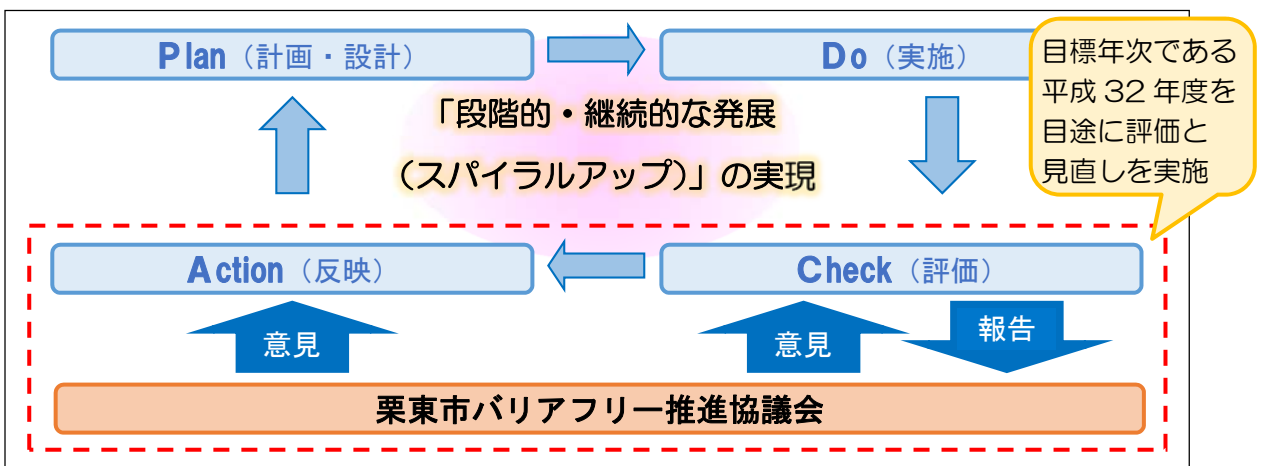 Plan（計画・設計）
Do（実施）
目標年次である
平成 32 年度を
目途に評価と
見直しを実施
「段階的・継続的な発展
（スパイラルアップ）」の実現
Action（反映）
Check（評価）
意見
意見
報告
栗東市バリアフリー推進協議会